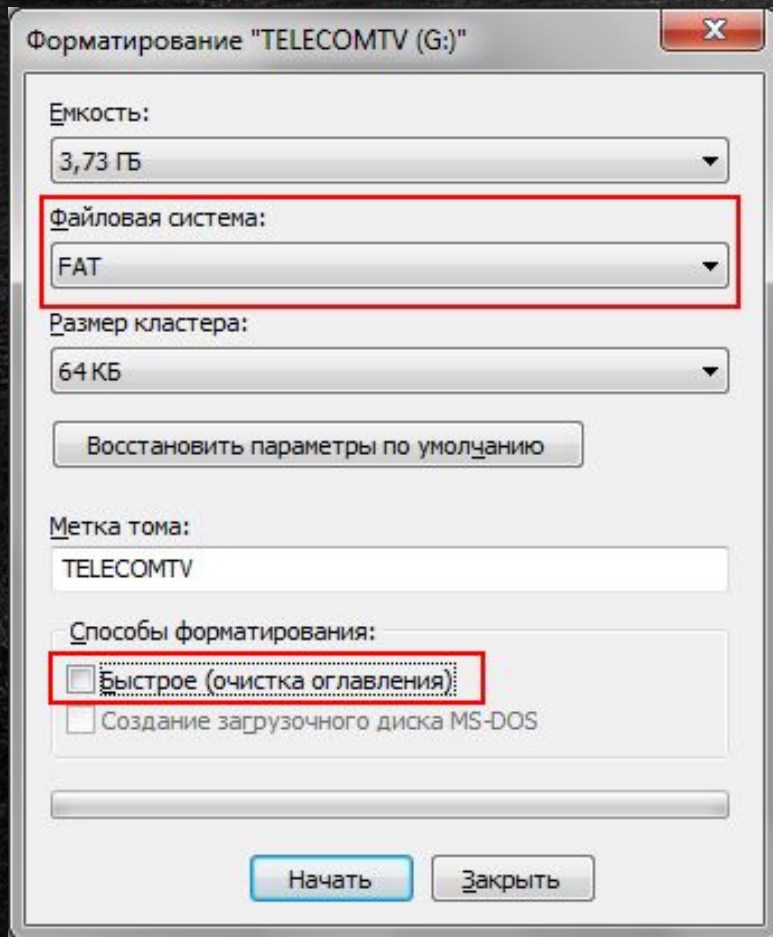 Форматирование "TELECOMTV (G:)"
Емкость:
3,73 ГБ
Файловая система:
FAT
Размер кластера:
64 КБ
Восстановить параметры по умолчанию
Метка тома:
TELECOMTV
Способы форматирования:
Быстрое (очистка оглавления)
Создание загрузочного диска MS-DOS
Начать
Закрыть